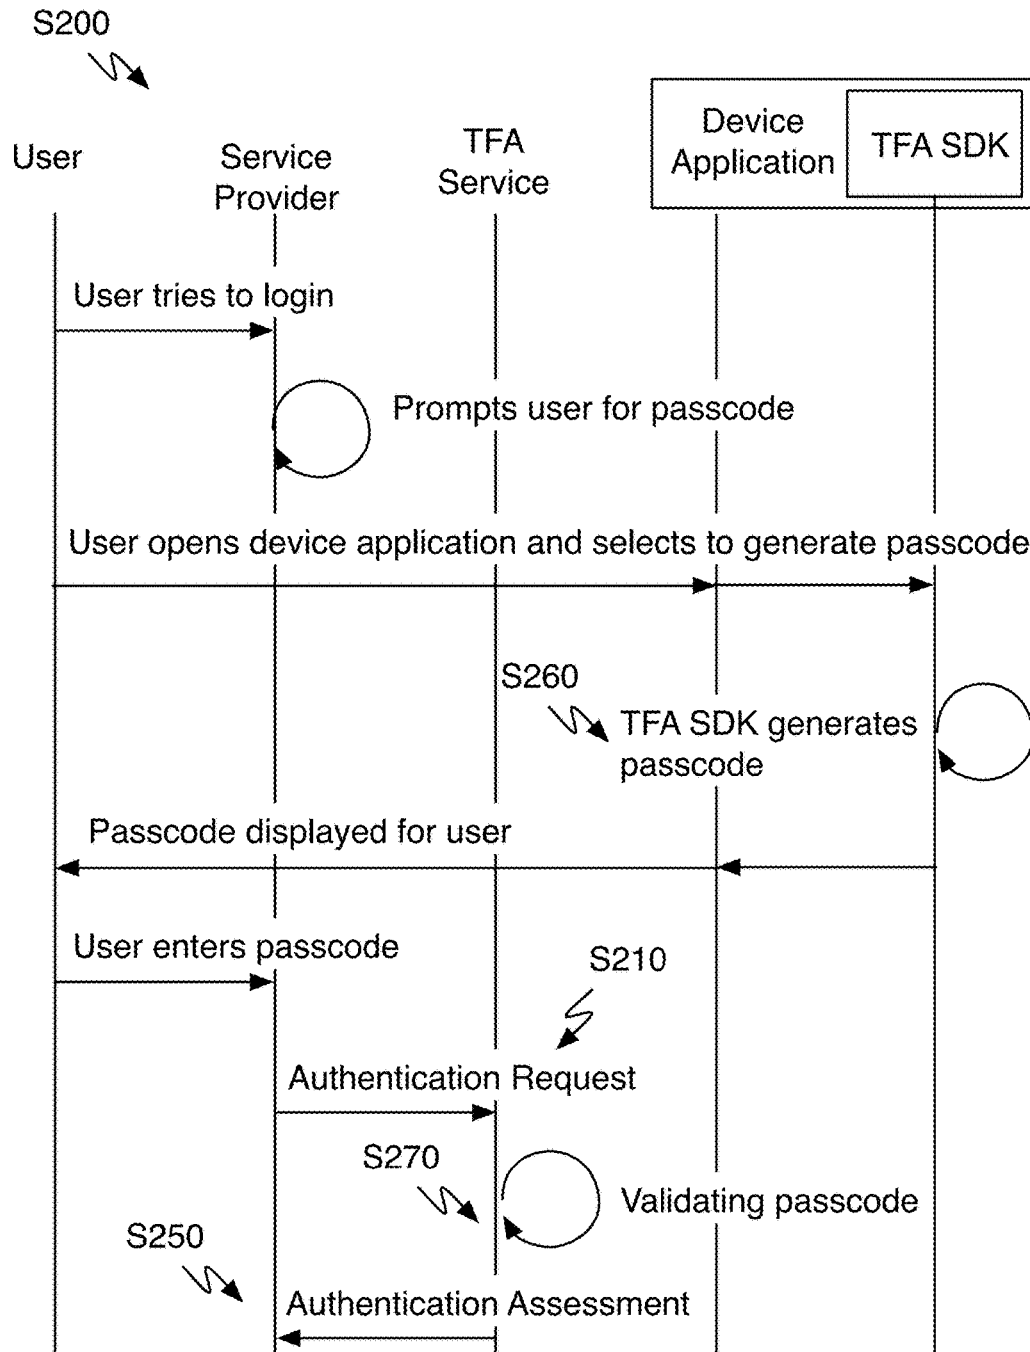 S200
User
Service
Provider
TFA
Service
Device
Application
TFA SDK
User tries to login
Prompts user for passcode
User opens device application and selects to generate passcode
S260
TFA SDK generates
passcode
Passcode displayed for user
User enters passcode
S210
Authentication Request
S270
Validating passcode
S250
Authentication Assessment